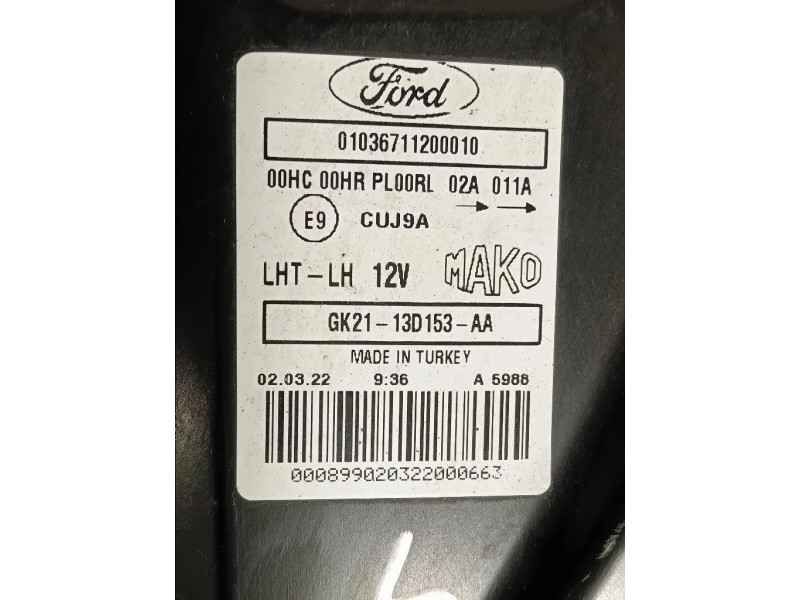 Ford
01036711200010
00HC 00HR PL00RL 02A 011A
E9 CUJ9A
LHT-LH 12V MAKO
GK21-13D153-AA
MADE IN TURKEY
02.03.22 9:36 A 5988
000899020322000663